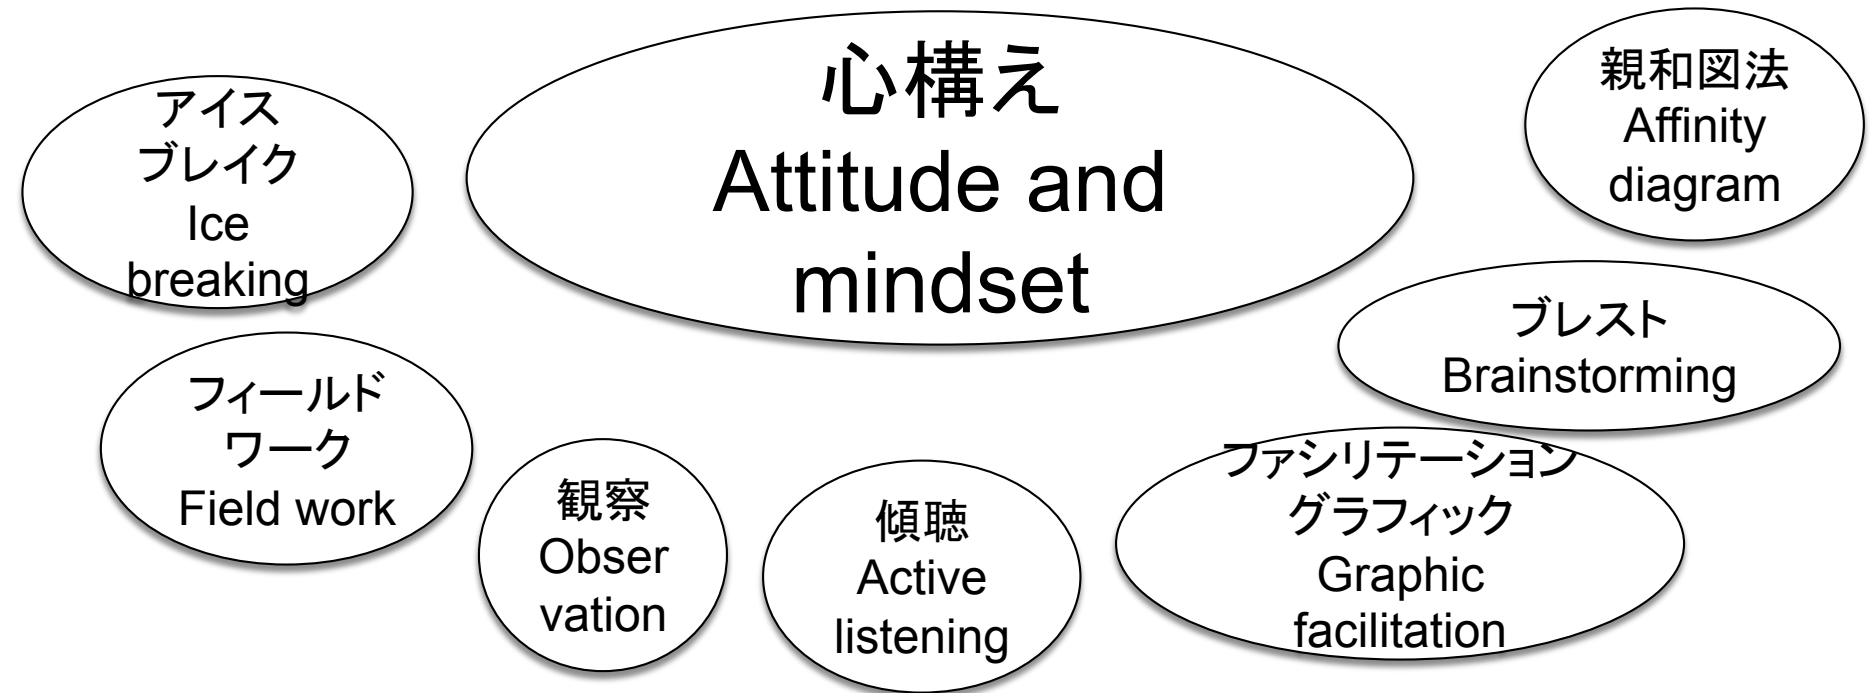 心構え
Attitude and
mindset
アイス
ブレイク
Ice
breaking
親和図法
Affinity
diagram
ブレスト
Brainstorming
フィールド
ワーク
Field work
観察
Obser
vation
傾聴
Active
listening
ファシリテーション
グラフィック
Graphic
facilitation